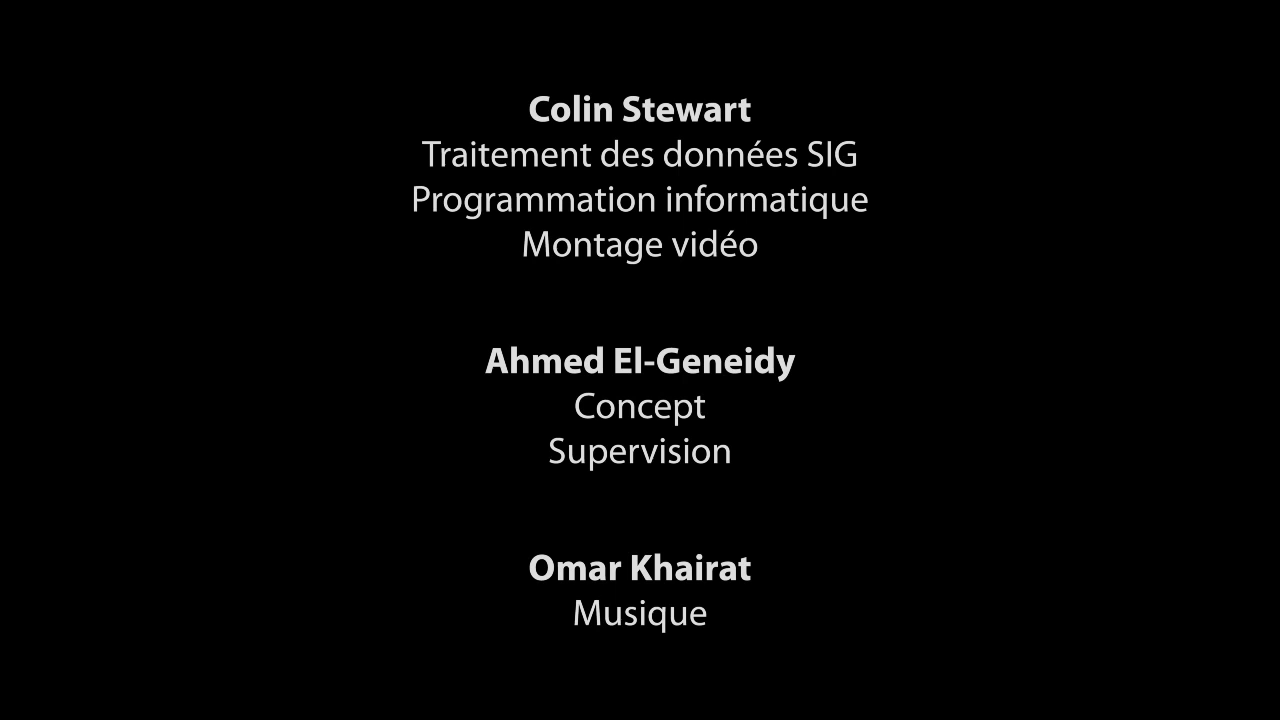 Colin Stewart
Traitement des données SIG
Programmation informatique
Montage vidéo
Ahmed El-Geneidy
Concept
Supervision
Omar Khairat
Musique